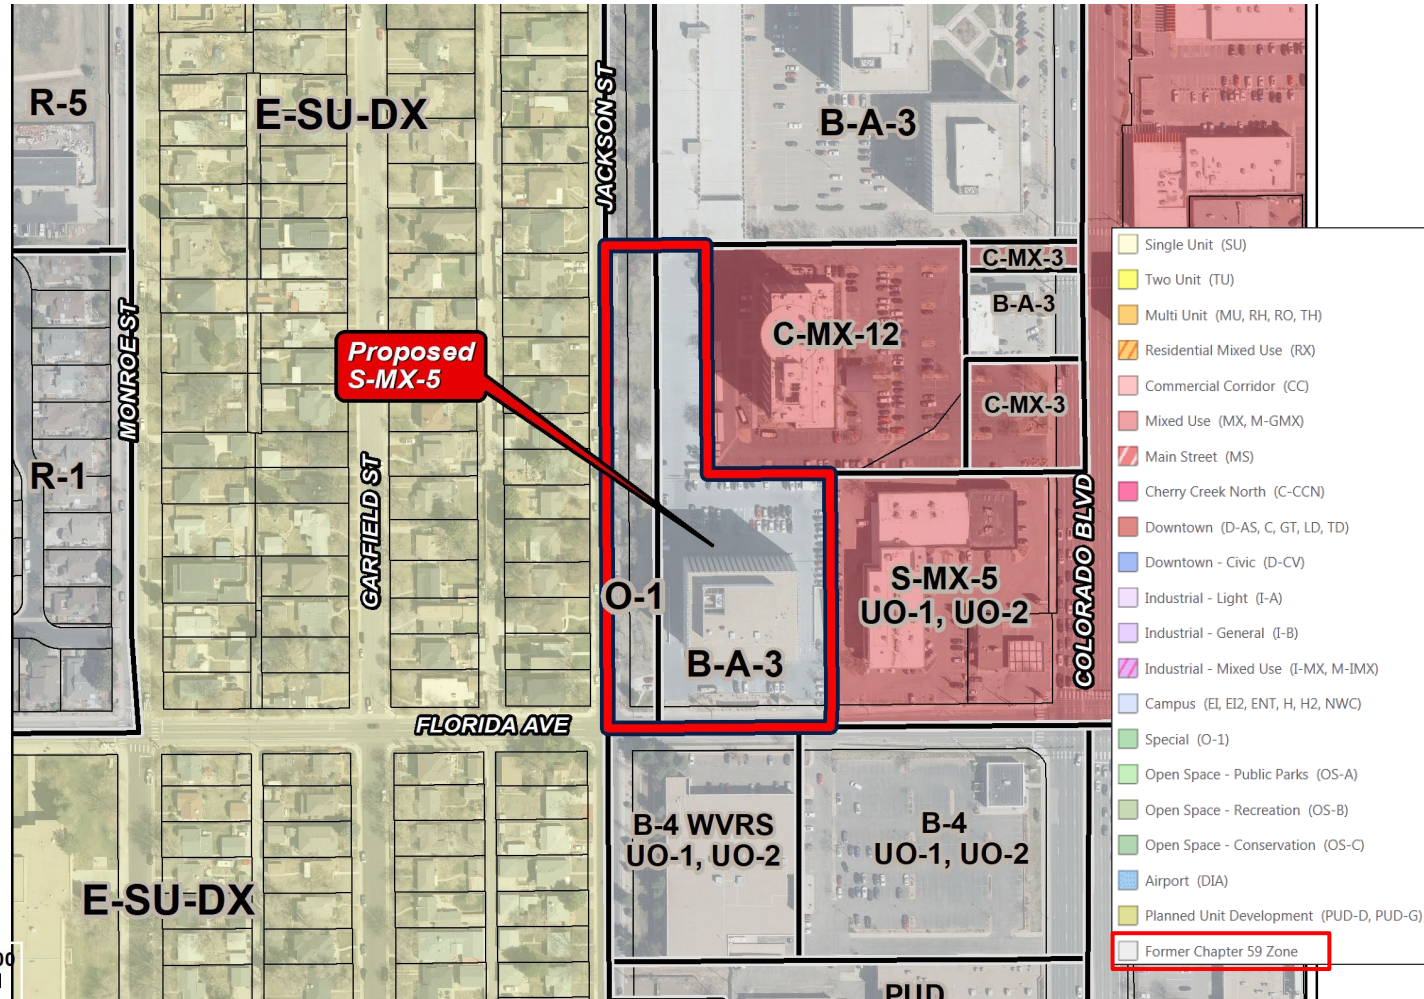 R-5
E-SU-DX
JACKSON ST
B-A-3
C-MX-3
B-A-3
C-MX-12
C-MX-3
MONROE ST
Proposed
S-MX-5
R-1
GARFIELD ST
COLORADO BLVD
S-MX-5
UO-1, UO-2
O-1
B-A-3
FLORIDA AVE
B-4 WVRS
UO-1, UO-2
B-4
UO-1, UO-2
E-SU-DX
PUD
Single Unit (SU)
Two Unit (TU)
Multi Unit (MU, RH, RO, TH)
Residential Mixed Use (RX)
Commercial Corridor (CC)
Mixed Use (MX, M-GMX)
Main Street (MS)
Cherry Creek North (C-CCN)
Downtown (D-AS, C, GT, LD, TD)
Downtown - Civic (D-CV)
Industrial - Light (I-A)
Industrial - General (I-B)
Industrial - Mixed Use (I-MX, M-IMX)
Campus (EI, EI2, ENT, H, H2, NWC)
Special (O-1)
Open Space - Public Parks (OS-A)
Open Space - Recreation (OS-B)
Open Space - Conservation (OS-C)
Airport (DIA)
Planned Unit Development (PUD-D, PUD-G)
Former Chapter 59 Zone